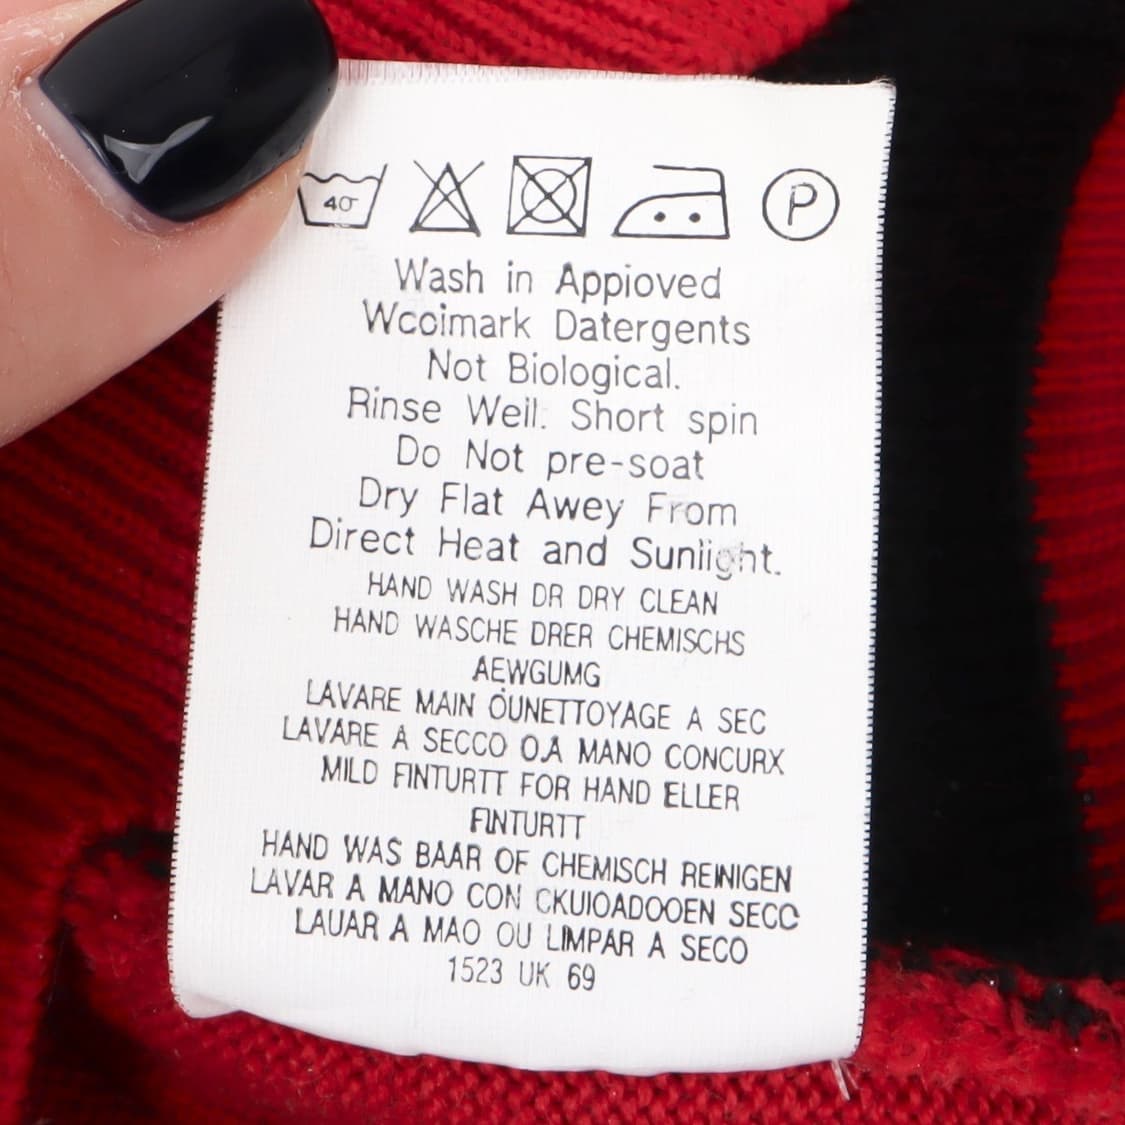 40
P
Wash in Appioved
Wccimark Datergents
Not Biological.
Rinse Weil: Short spin
Do Not pre-soat
Dry Flat Awey From
Direct Heat and Suniight.
HAND WASH DR DRY CLEAN
HAND WASCHE DRER CHEMISCHS
AEWGUMG
LAVARE MAIN ÖUNETTOYAGE A SEC
LAVARE A SECCO O.A MANO CONCURX
MILD FINTURTT FOR HAND ELLER
FINTURTT
HAND WAS BAAR OF CHEMISCH REINIGEN
LAVAR A MANO CON CKUIOADOOEN SECC
LAUAR A MAO OU LIMPAR A SECO
1523 UK 69